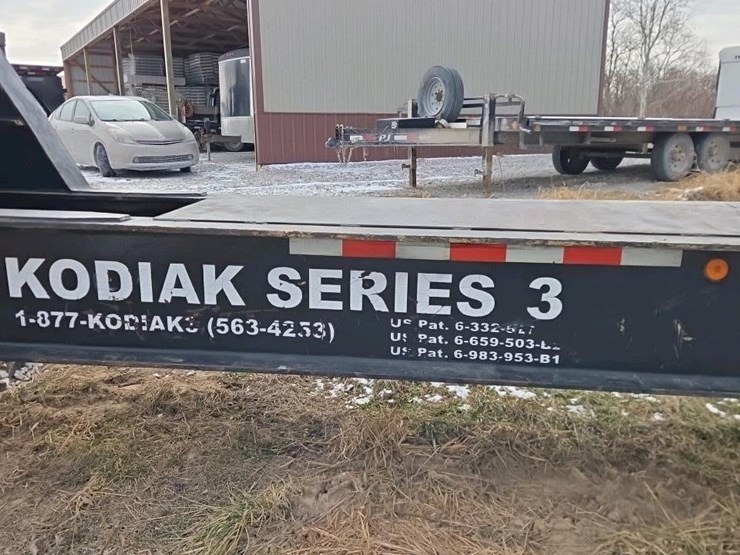 PJ
KODIAK SERIES 3
1-877-KODIAKS (563-4253)
US Pat. 6-332-527
US Pat. 6-659-503-
US Pat. 6-983-953-B1